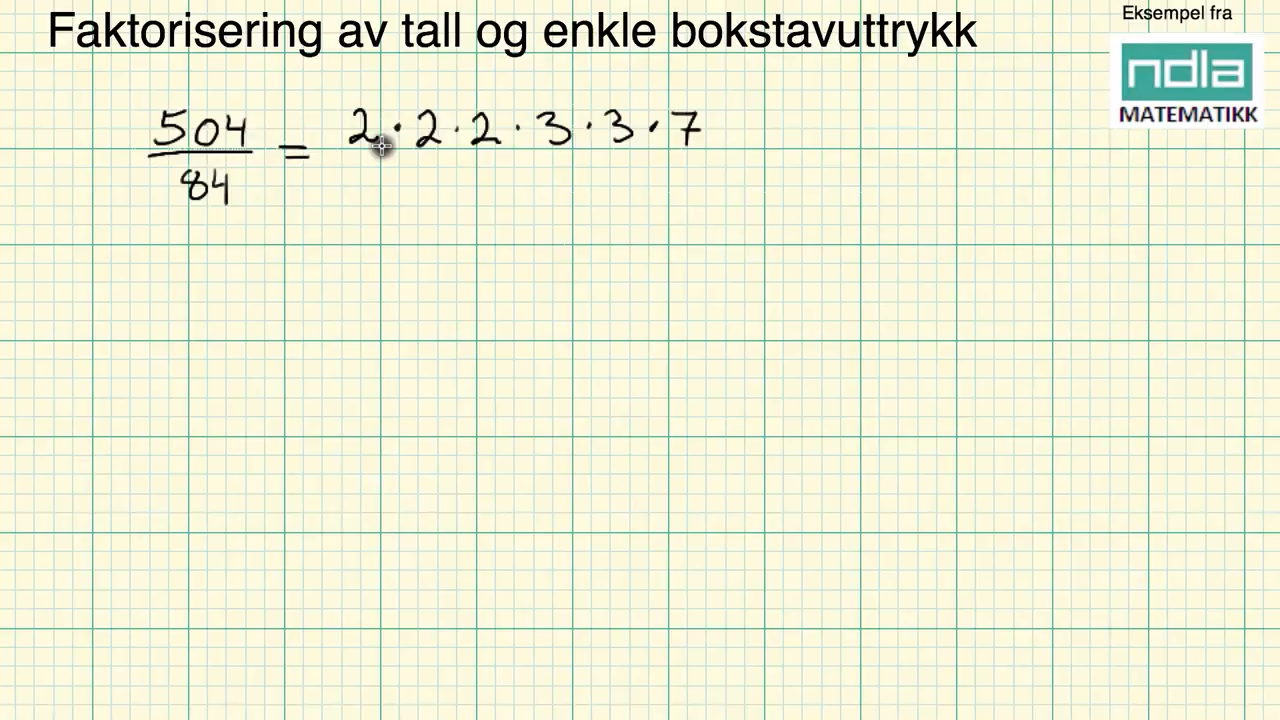 Faktorisering av tall og enkle bokstavuttrykk
Eksempel fra
ndla
MATEMATIKK
504
84
= 2 · 2 · 2 · 3 · 3 · 7